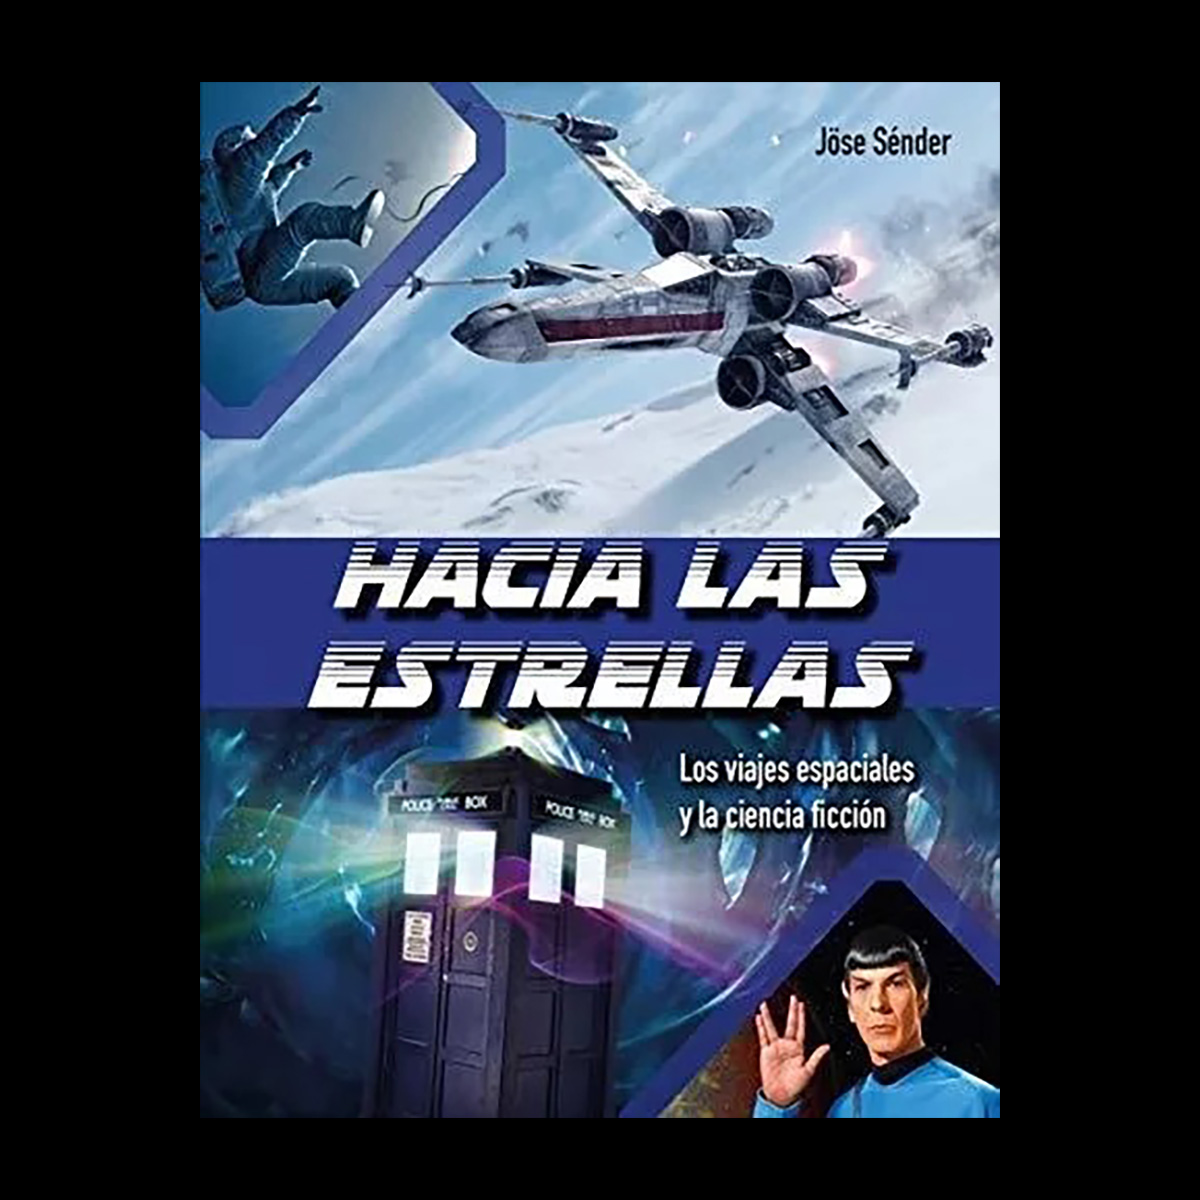 Jöse Sénder
HACIA LAS
ESTRELLAS
Los viajes espaciales
y la ciencia ficción
POLICE BOX
POLICE BOX